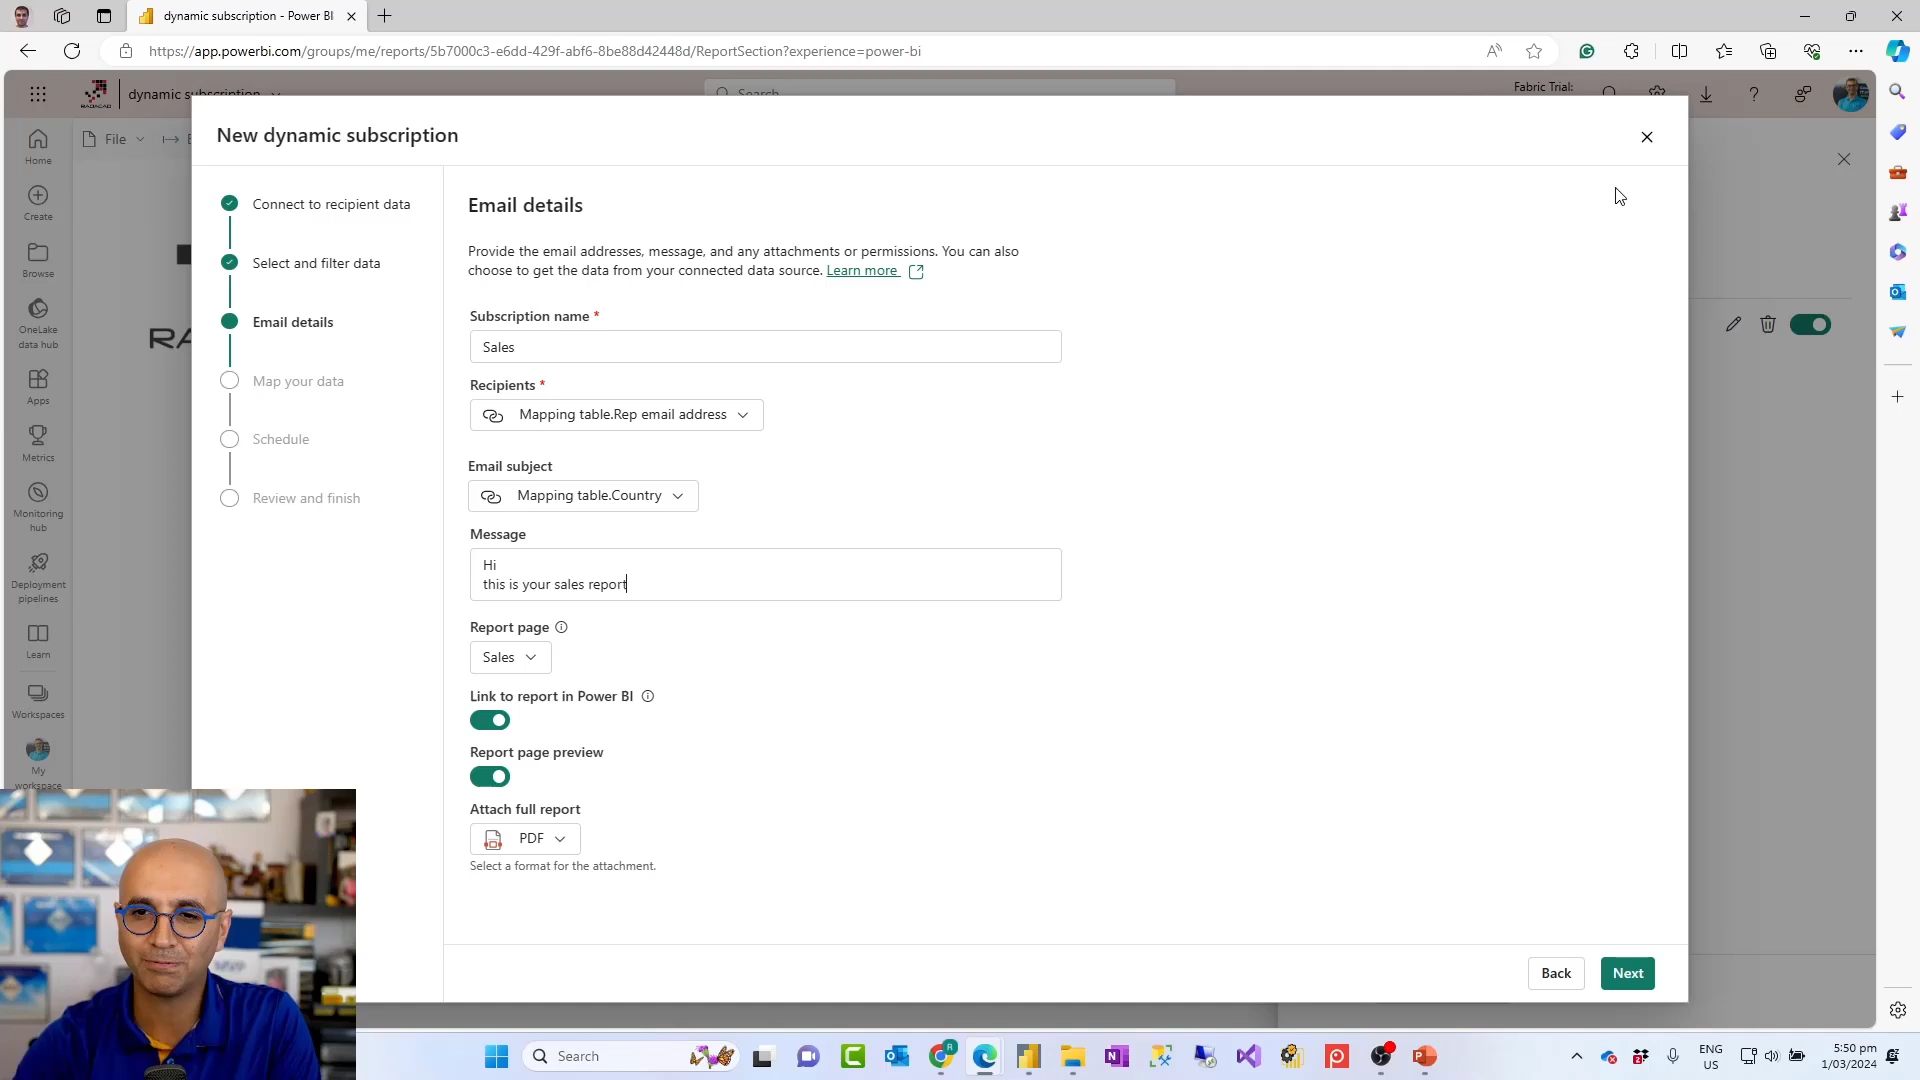 dynamic subscription - Power BI
https://app.powerbi.com/groups/me/reports/5b7000c3-e6dd-429f-abf6-8be88d42448d/ReportSection?experience=power-bi
dynamic subscription
Search
Fabric Trial:
File
Home
Create
Browse
OneLake
data hub
Apps
Metrics
Monitoring
hub
Deployment
pipelines
Learn
Workspaces
My
workspace
New dynamic subscription
Connect to recipient data
Select and filter data
Email details
Map your data
Schedule
Review and finish
Email details
Provide the email addresses, message, and any attachments or permissions. You can also
choose to get the data from your connected data source. Learn more
Subscription name *
Sales
Recipients *
Mapping table.Rep email address
Email subject
Mapping table.Country
Message
Hi
this is your sales report
Report page
Sales
Link to report in Power BI
Report page preview
Attach full report
PDF
Select a format for the attachment.
Back
Next
Search
ENG
US
5:50 pm
1/03/2024